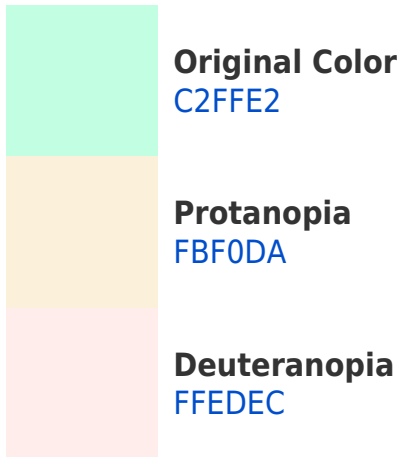 Original Color
C2FFE2
Protanopia
FBF0DA
Deuteranopia
FFEDEC